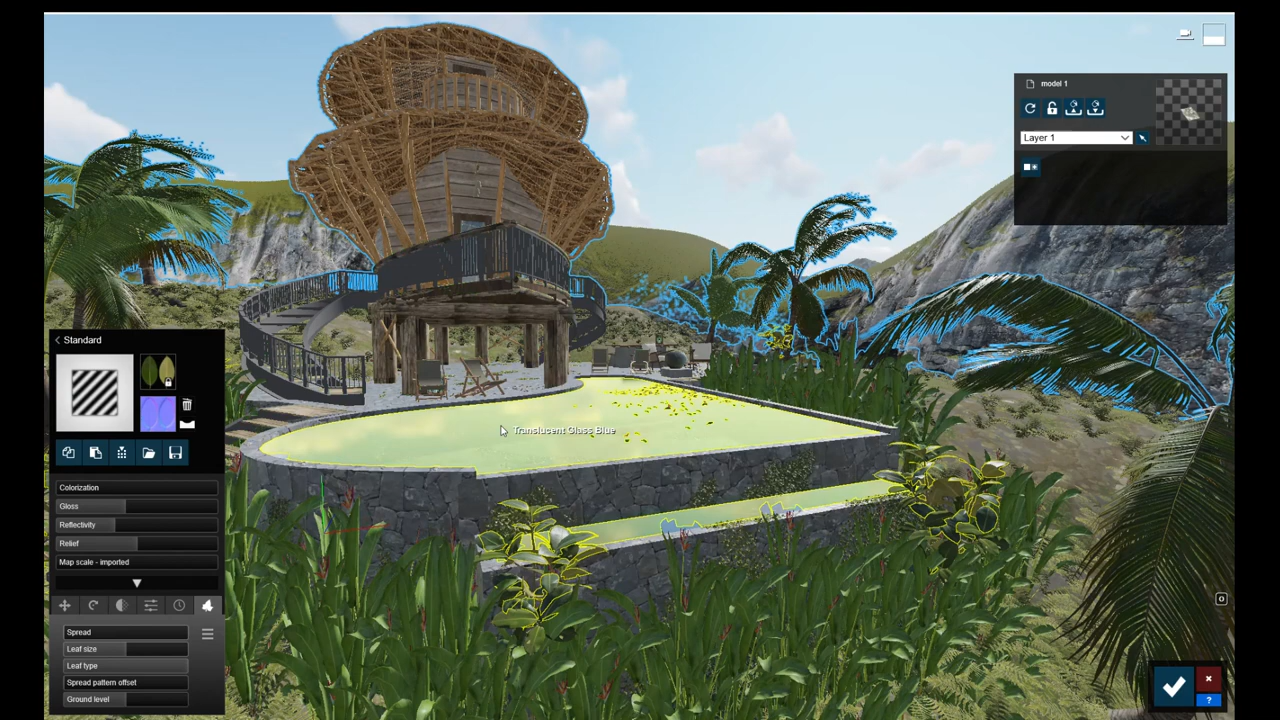 model 1
Layer 1
Standard
Translucent Glass Blue
Colorization
Gloss
Reflectivity
Relief
Map scale - imported
Spread
Leaf size
Leaf type
Spread pattern offset
Ground level
?